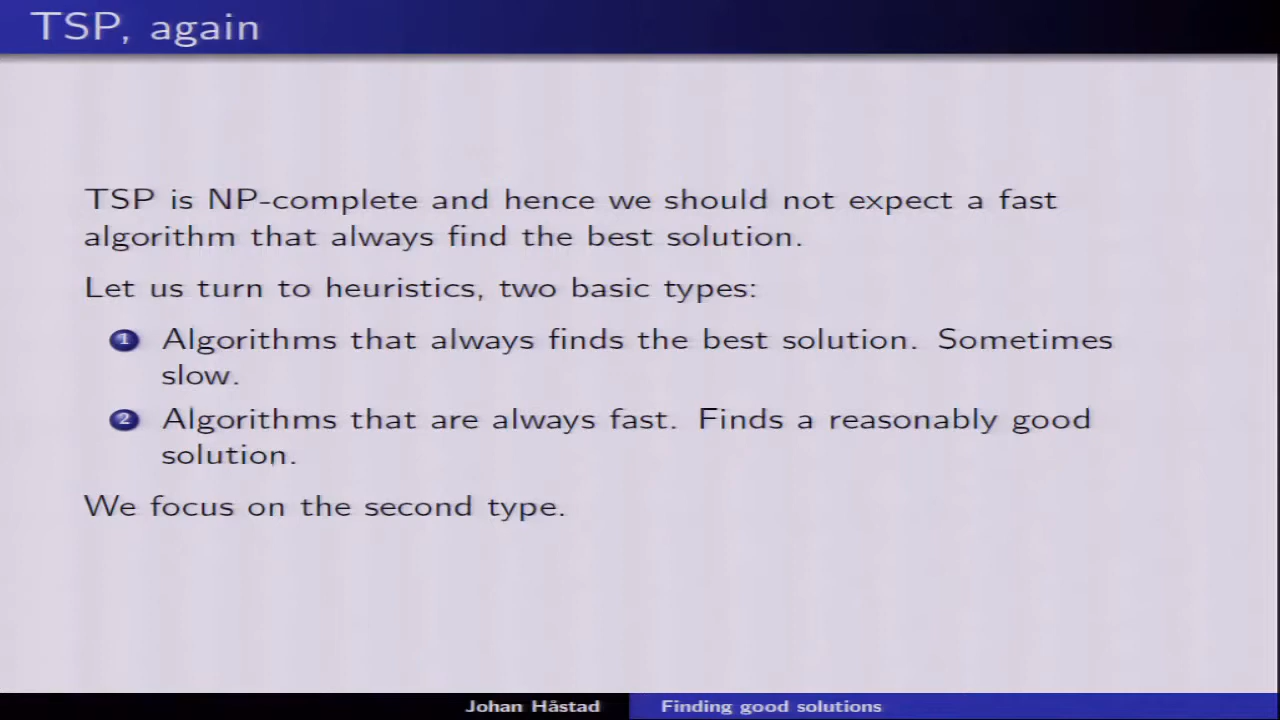 TSP, again
TSP is NP-complete and hence we should not expect a fast
algorithm that always find the best solution.
Let us turn to heuristics, two basic types:
1 Algorithms that always finds the best solution. Sometimes
slow.
2 Algorithms that are always fast. Finds a reasonably good
solution.
We focus on the second type.
Johan Håstad Finding good solutions